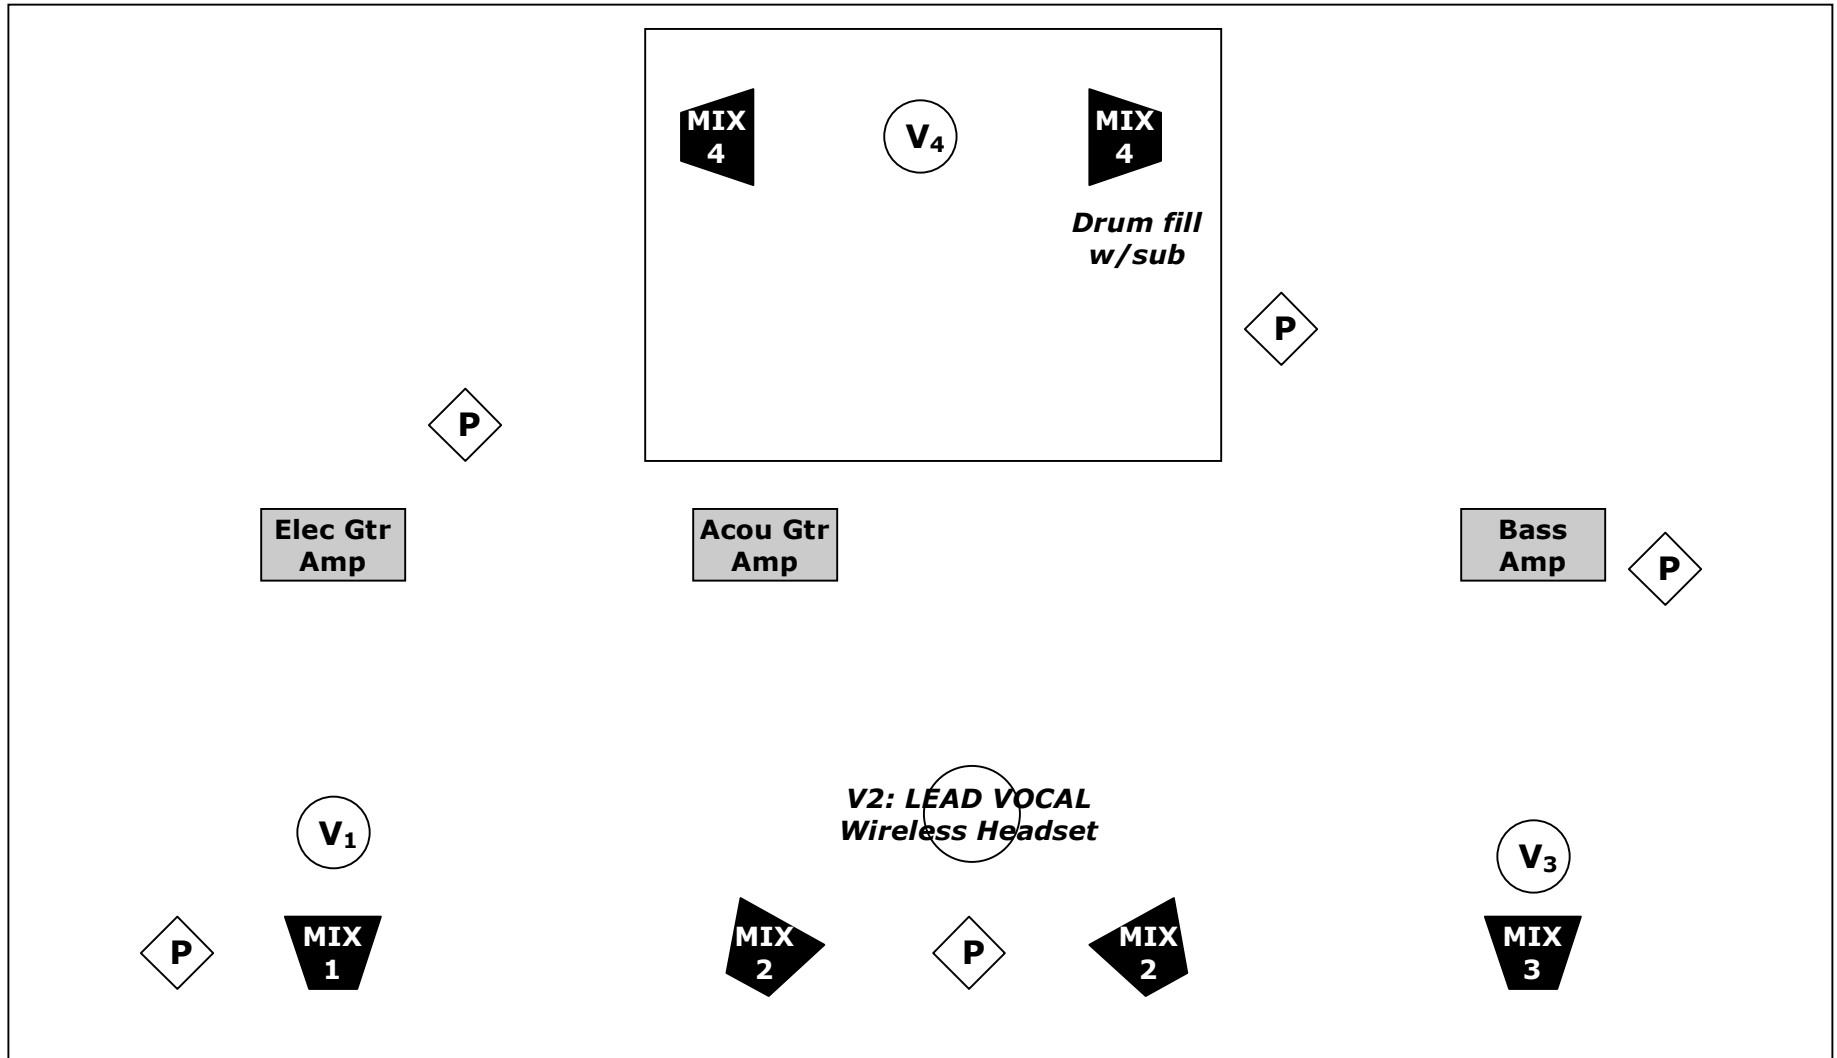 MIX
4
V4
MIX
4
Drum fill
w/sub
P
P
Elec Gtr
Amp
Acou Gtr
Amp
Bass
Amp
P
V2: LEAD VOCAL
Wireless Headset
V1
V3
P
MIX
1
MIX
2
P
MIX
2
MIX
3